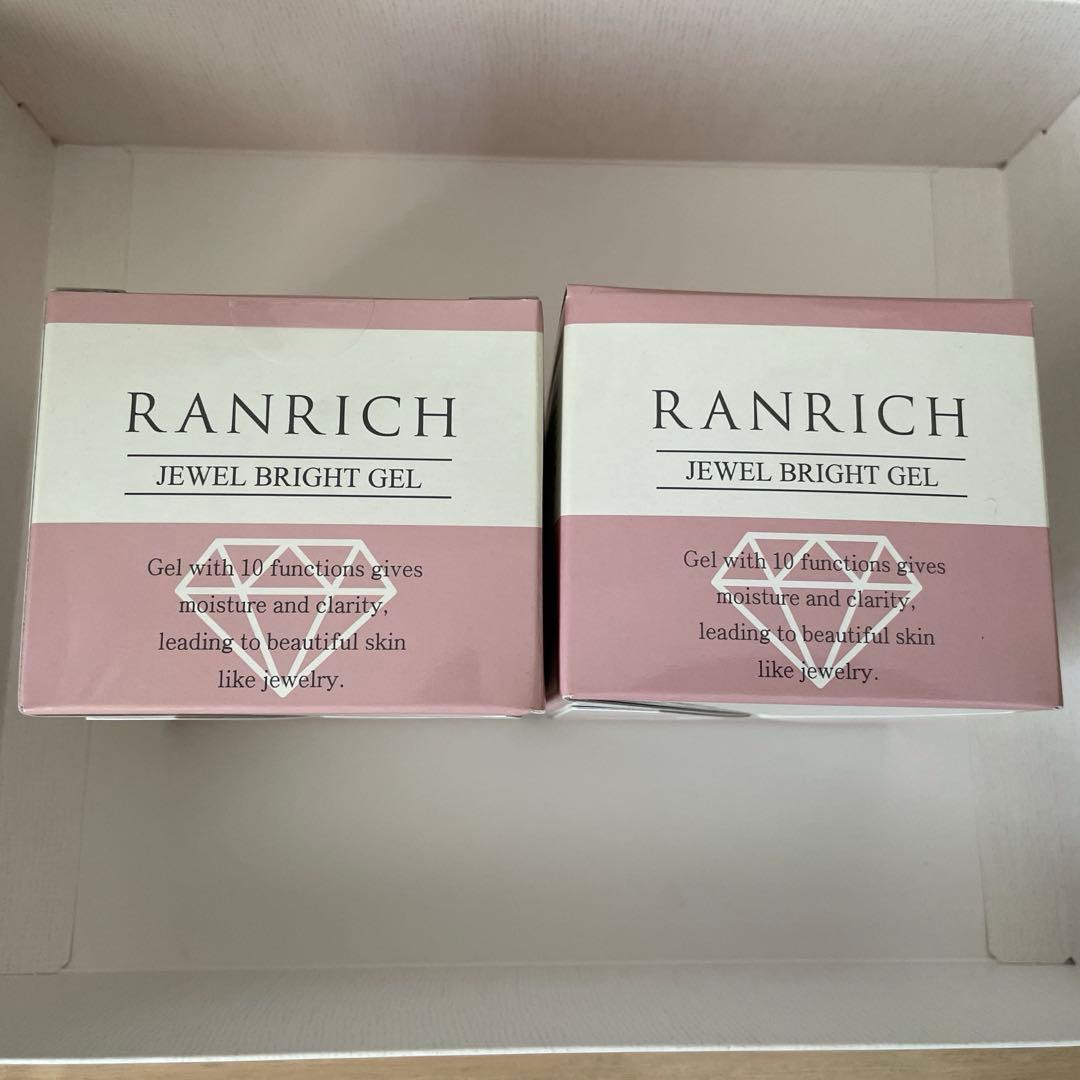 RANRICH
JEWEL BRIGHT GEL
Gel with 10 functions gives
moisture and clarity,
leading to beautiful skin
like jewelry.
RANRICH
JEWEL BRIGHT GEL
Gel with 10 functions gives
moisture and clarity,
leading to beautiful skin
like jewelry.